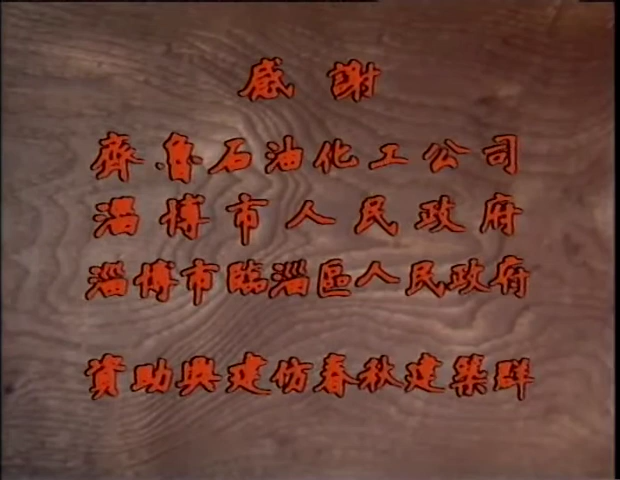 感謝
齊魯石油化工公司
淄博市人民政府
淄博市臨淄區人民政府
資助興建仿春秋建築群